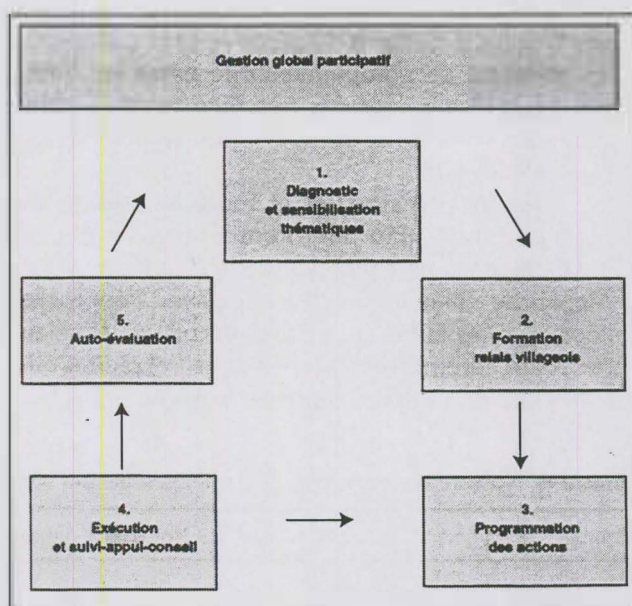 Gestion global participatif
1.
Diagnostic
et sensibilisation
thématiques
2.
Formation
relais villageois
3.
Programmation
des actions
4.
Exécution
et suivi-appui-conseil
5.
Auto-évaluation